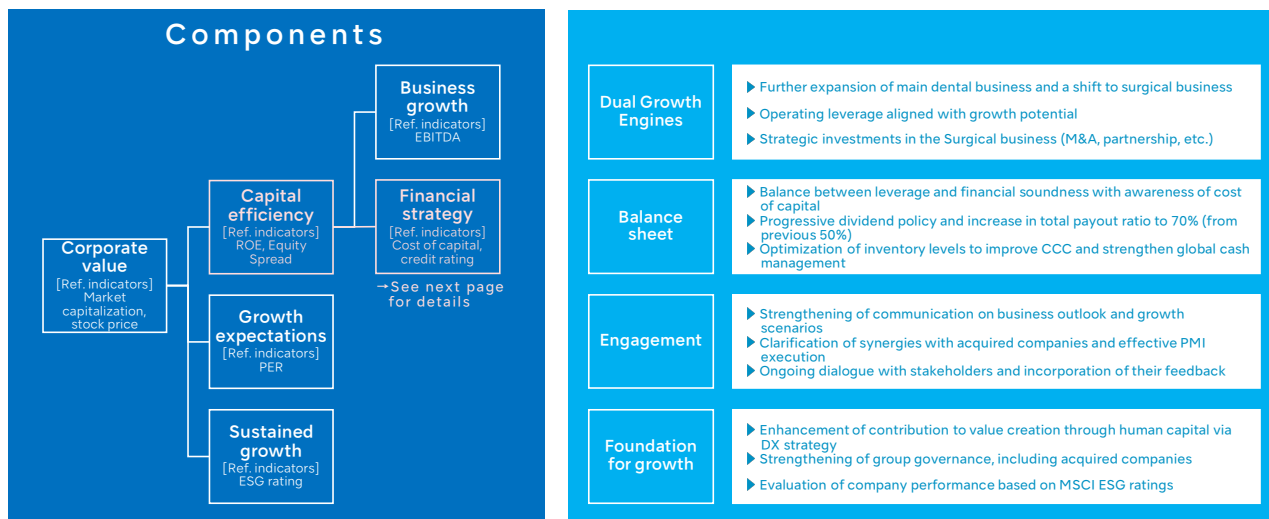 Components
Business
growth
[Ref. indicators]
EBITDA
Capital
efficiency
[Ref. indicators]
ROE, Equity
Spread
Financial
strategy
[Ref. indicators]
Cost of capital,
credit rating
→See next page
for details
Corporate
value
[Ref. indicators]
Market
capitalization,
stock price
Growth
expectations
[Ref. indicators]
PER
Sustained
growth
[Ref. indicators]
ESG rating
Dual Growth
Engines
▶ Further expansion of main dental business and a shift to surgical business
▶ Operating leverage aligned with growth potential
▶ Strategic investments in the Surgical business (M&A, partnership, etc.)
Balance
sheet
▶ Balance between leverage and financial soundness with awareness of cost
of capital
▶ Progressive dividend policy and increase in total payout ratio to 70% (from
previous 50%)
▶ Optimization of inventory levels to improve CCC and strengthen global cash
management
Engagement
▶ Strengthening of communication on business outlook and growth
scenarios
▶ Clarification of synergies with acquired companies and effective PMI
execution
▶ Ongoing dialogue with stakeholders and incorporation of their feedback
Foundation
for growth
▶ Enhancement of contribution to value creation through human capital via
DX strategy
▶ Strengthening of group governance, including acquired companies
▶ Evaluation of company performance based on MSCI ESG ratings